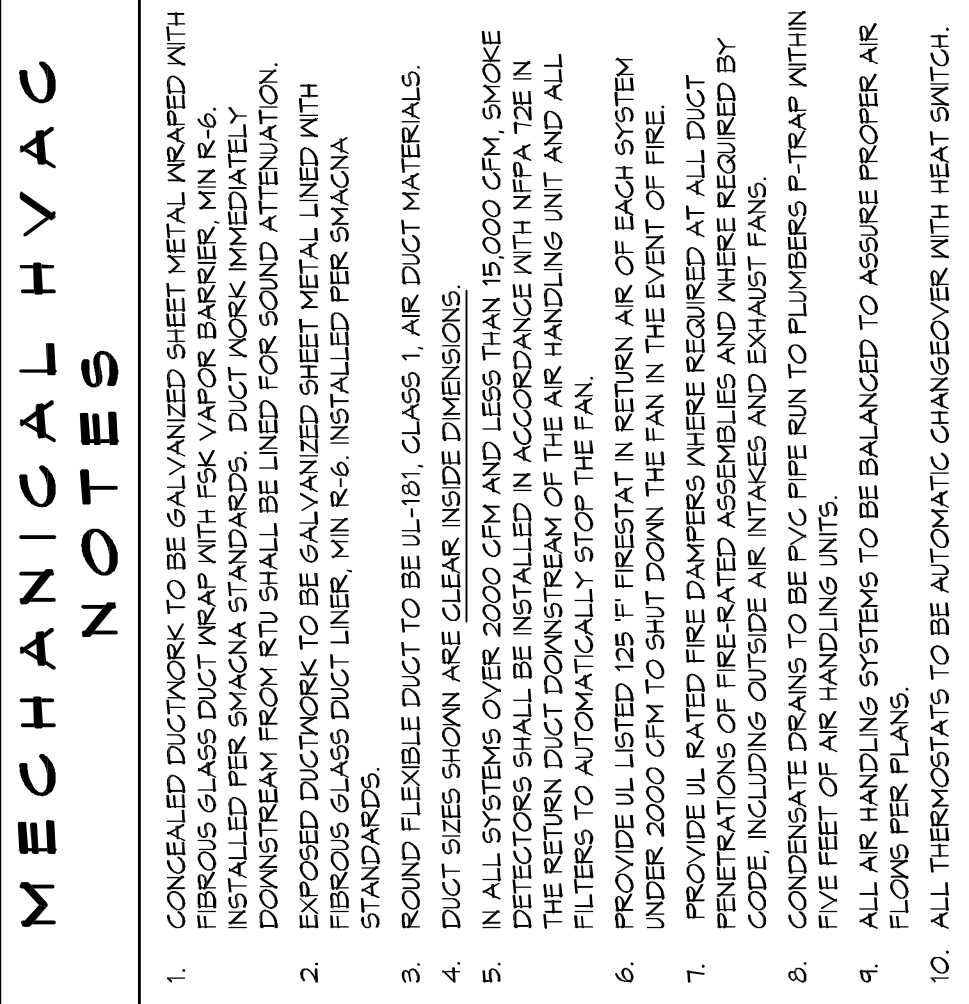 MECHANICAL HVAC
NOTES
1. CONCEALED DUCTWORK TO BE GALVANIZED SHEET METAL WRAPED WITH
FIBROUS GLASS DUCT WRAP WITH FSK VAPOR BARRIER, MIN R-6.
INSTALLED PER SMACNA STANDARDS. DUCT WORK IMMEDIATELY
DOWNSTREAM FROM RTU SHALL BE LINED FOR SOUND ATTENUATION.
2. EXPOSED DUCTWORK TO BE GALVANIZED SHEET METAL LINED WITH
FIBROUS GLASS DUCT LINER, MIN R-6. INSTALLED PER SMACNA
STANDARDS.
3. ROUND FLEXIBLE DUCT TO BE UL-181, CLASS 1, AIR DUCT MATERIALS.
4. DUCT SIZES SHOWN ARE CLEAR INSIDE DIMENSIONS.
5. IN ALL SYSTEMS OVER 2000 CFM AND LESS THAN 15,000 CFM, SMOKE
DETECTORS SHALL BE INSTALLED IN ACCORDANCE WITH NFPA 72E IN
THE RETURN DUCT DOWNSTREAM OF THE AIR HANDLING UNIT AND ALL
FILTERS TO AUTOMATICALLY STOP THE FAN.
6. PROVIDE UL LISTED 125 'F' FIRESTAT IN RETURN AIR OF EACH SYSTEM
UNDER 2000 CFM TO SHUT DOWN THE FAN IN THE EVENT OF FIRE.
7. PROVIDE UL RATED FIRE DAMPERS WHERE REQUIRED AT ALL DUCT
PENETRATIONS OF FIRE-RATED ASSEMBLIES AND WHERE REQUIRED BY
CODE, INCLUDING OUTSIDE AIR INTAKES AND EXHAUST FANS.
8. CONDENSATE DRAINS TO BE PVC PIPE RUN TO PLUMBERS P-TRAP WITHIN
FIVE FEET OF AIR HANDLING UNITS.
9. ALL AIR HANDLING SYSTEMS TO BE BALANCED TO ASSURE PROPER AIR
FLOWS PER PLANS.
10. ALL THERMOSTATS TO BE AUTOMATIC CHANGEOVER WITH HEAT SWITCH.